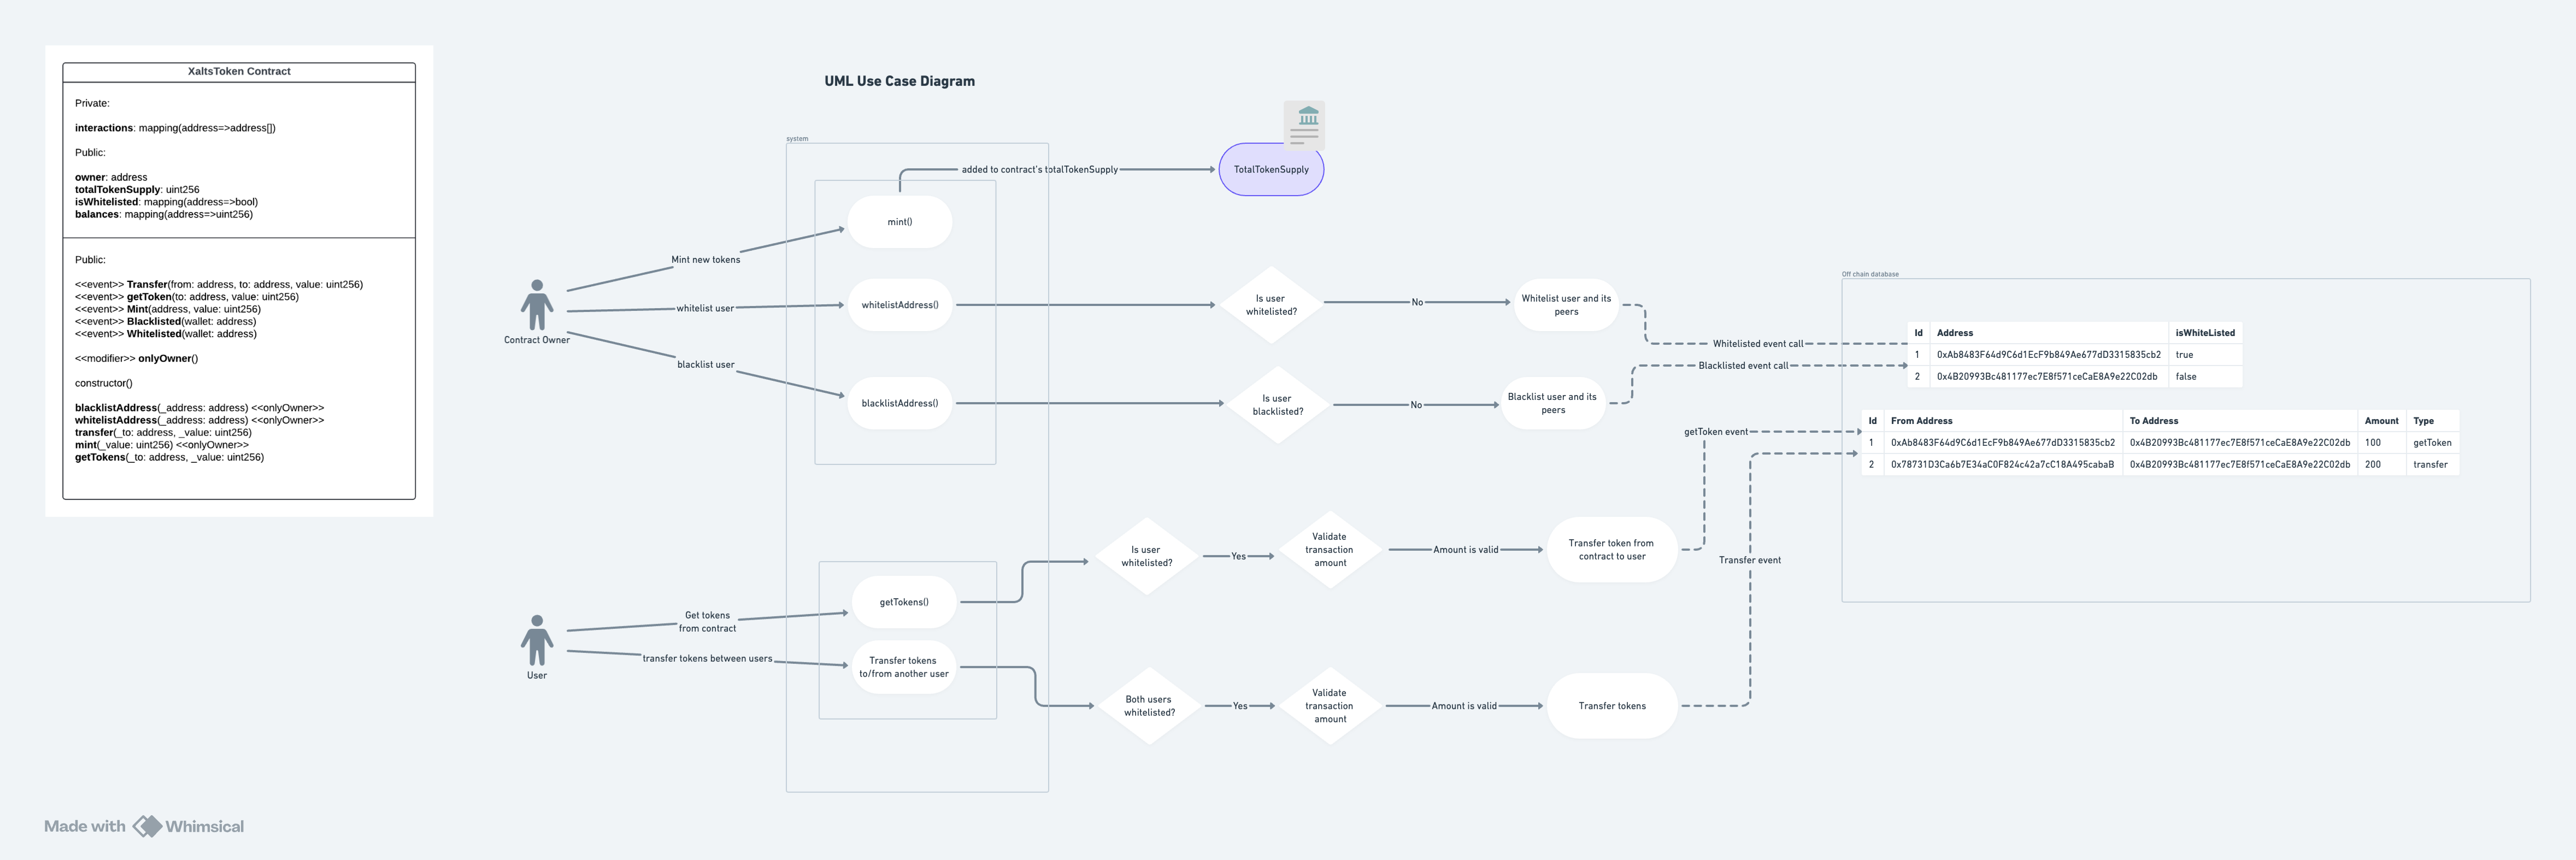 XaltsToken Contract
Private:
interactions: mapping(address=>address[])
Public:
owner: address
totalTokenSupply: uint256
isWhitelisted: mapping(address=>bool)
balances: mapping(address=>uint256)
Public:
<<event>> Transfer(from: address, to: address, value: uint256)
<<event>> getToken(to: address, value: uint256)
<<event>> Mint(address, value: uint256)
<<event>> Blacklisted(wallet: address)
<<event>> Whitelisted(wallet: address)
<<modifier>> onlyOwner()
constructor()
blacklistAddress(_address: address) <<onlyOwner>>
whitelistAddress(_address: address) <<onlyOwner>>
transfer(_to: address, _value: uint256)
mint(_value: uint256) <<onlyOwner>>
getTokens(_to: address, _value: uint256)
UML Use Case Diagram
system
added to contract's totalTokenSupply
TotalTokenSupply
mint()
Mint new tokens
Contract Owner
whitelist user
whitelistAddress()
Is user
whitelisted?
No
Whitelist user and its
peers
Whitelisted event call
blacklist user
blacklistAddress()
Is user
blacklisted?
No
Blacklist user and its
peers
Blacklisted event call
Off chain database
Id Address isWhiteListed
1 0xAb8483F64d9C6d1EcF9b849Ae677dD3315835cb2 true
2 0x4B20993Bc481177ec7E8f571ceCaE8A9e22C02db false
Id From Address To Address Amount Type
1 0xAb8483F64d9C6d1EcF9b849Ae677dD3315835cb2 0x4B20993Bc481177ec7E8f571ceCaE8A9e22C02db 100 getToken
2 0x78731D3Ca6b7E34aC0F824c42a7cC18A495cabaB 0x4B20993Bc481177ec7E8f571ceCaE8A9e22C02db 200 transfer
User
Get tokens
from contract
getTokens()
Is user
whitelisted?
Yes
Validate
transaction
amount
Amount is valid
Transfer token from
contract to user
getToken event
transfer tokens between users
Transfer tokens
to/from another user
Both users
whitelisted?
Yes
Validate
transaction
amount
Amount is valid
Transfer tokens
Transfer event
Made with Whimsical